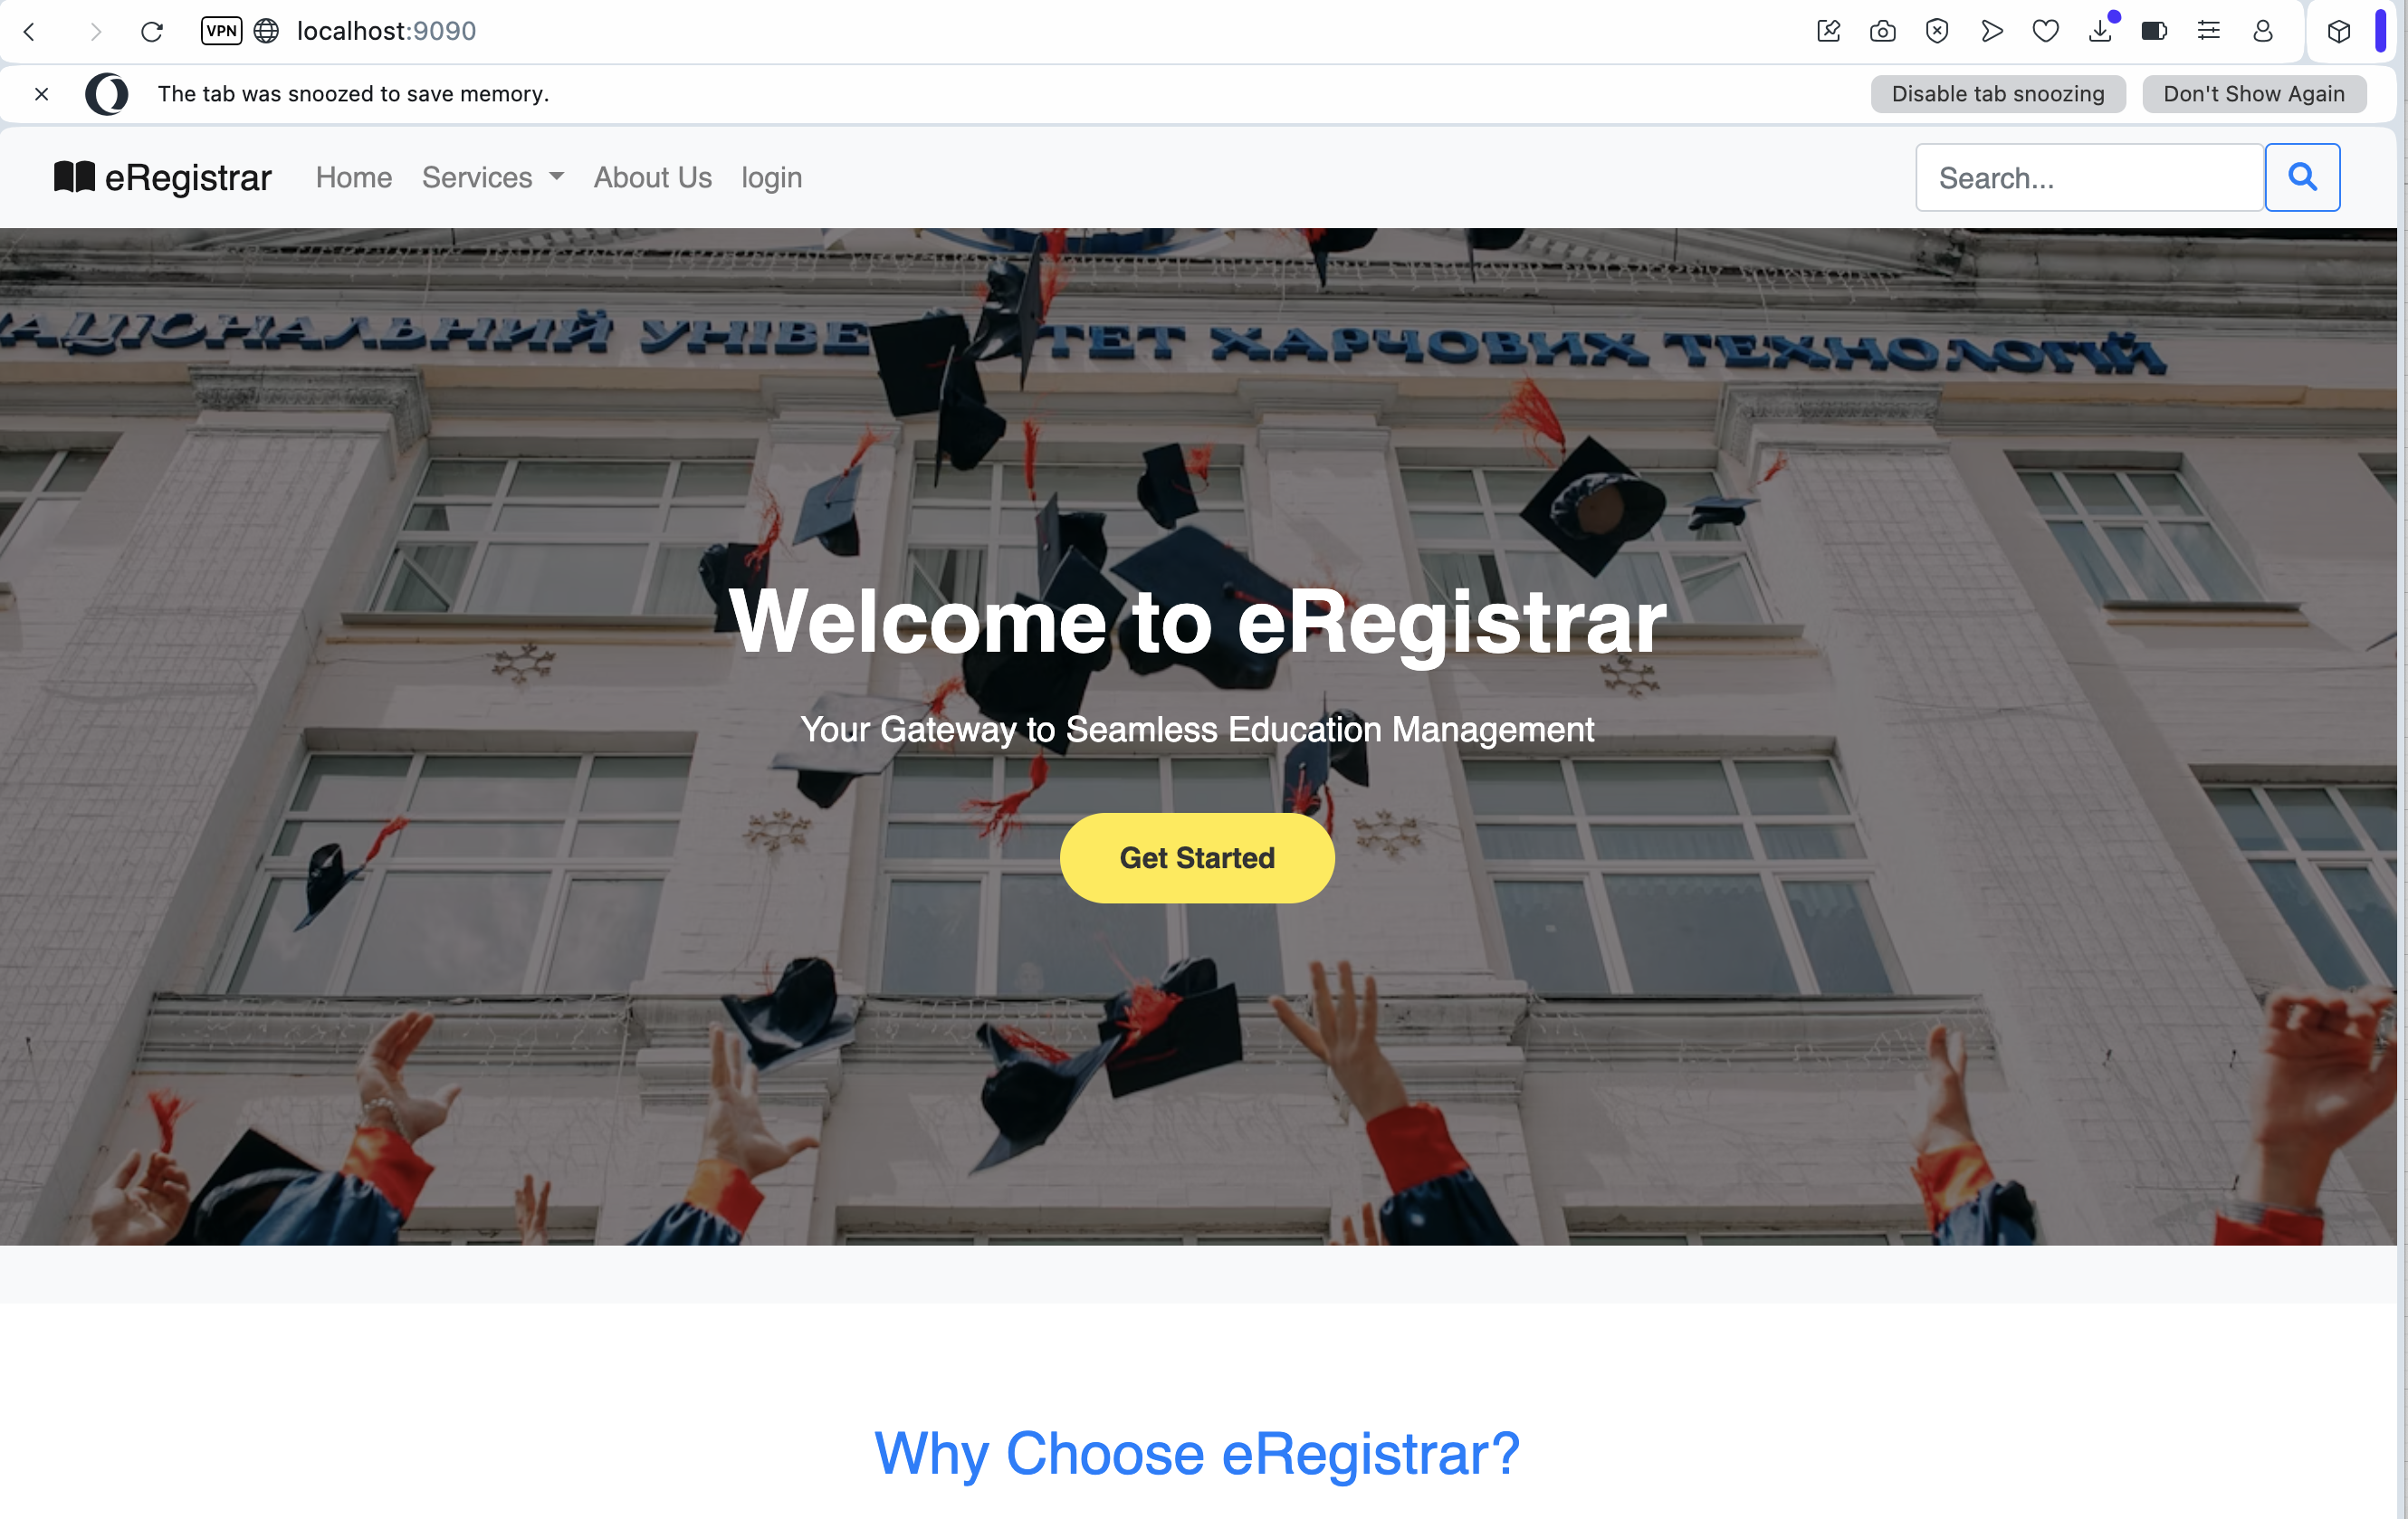 VPN localhost:9090
The tab was snoozed to save memory. Disable tab snoozing Don't Show Again
eRegistrar Home Services About Us login Search...
АЦІОНАЛЬНИЙ УНІВЕ ТЕТ ХАРЧОВИХ ТЕХНОЛОГІЙ
Welcome to eRegistrar
Your Gateway to Seamless Education Management
Get Started
Why Choose eRegistrar?